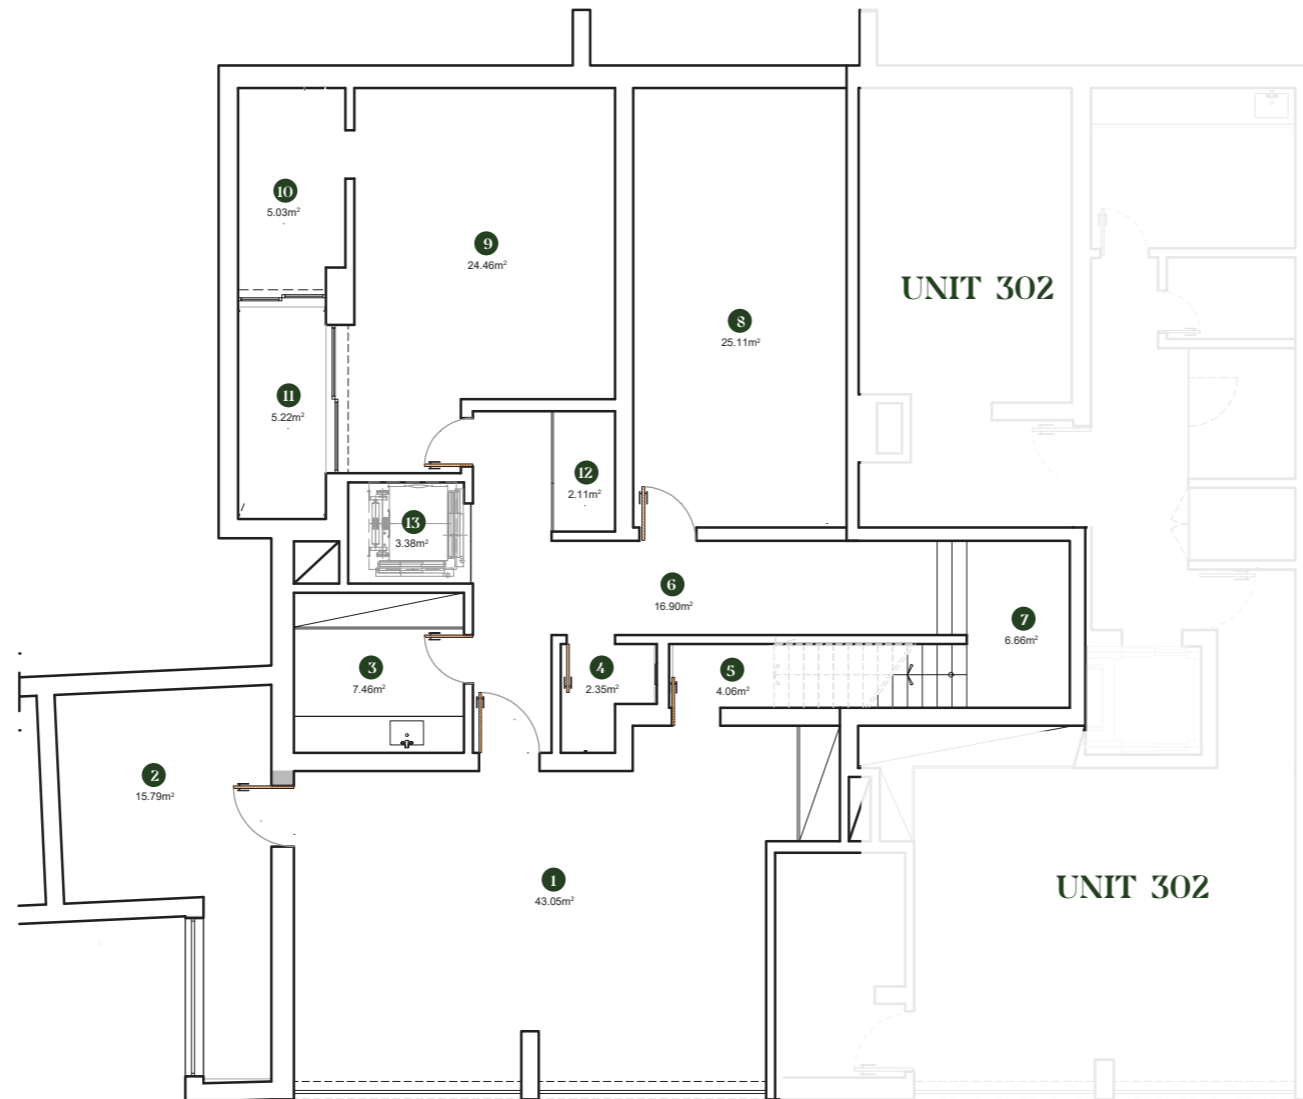 10
5.03m²
9
24.46m²
UNIT 302
8
25.11m²
11
5.22m²
12
2.11m²
13
3.38m²
6
16.90m²
7
6.66m²
3
7.46m²
4
2.35m²
5
4.06m²
2
15.79m²
1
43.05m²
UNIT 302